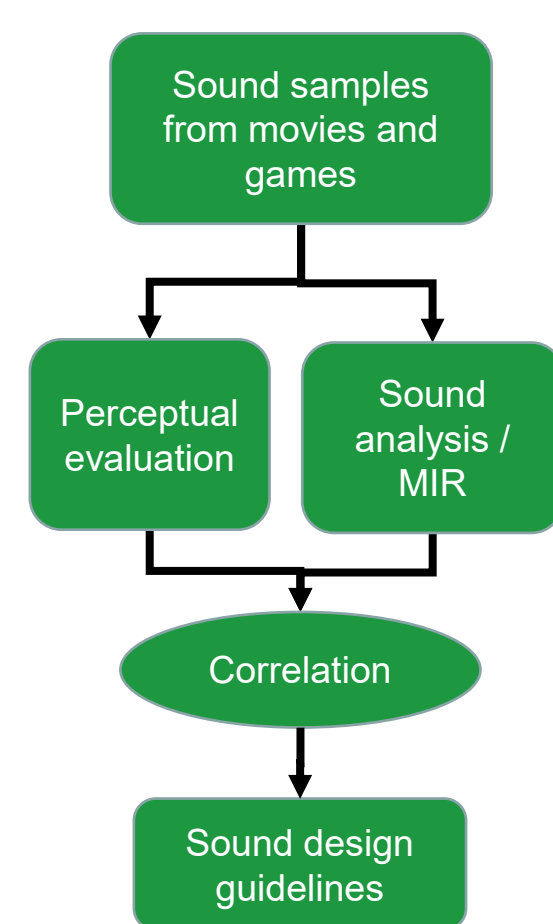 Sound samples
from movies and
games
Perceptual
evaluation
Sound
analysis /
MIR
Correlation
Sound design
guidelines